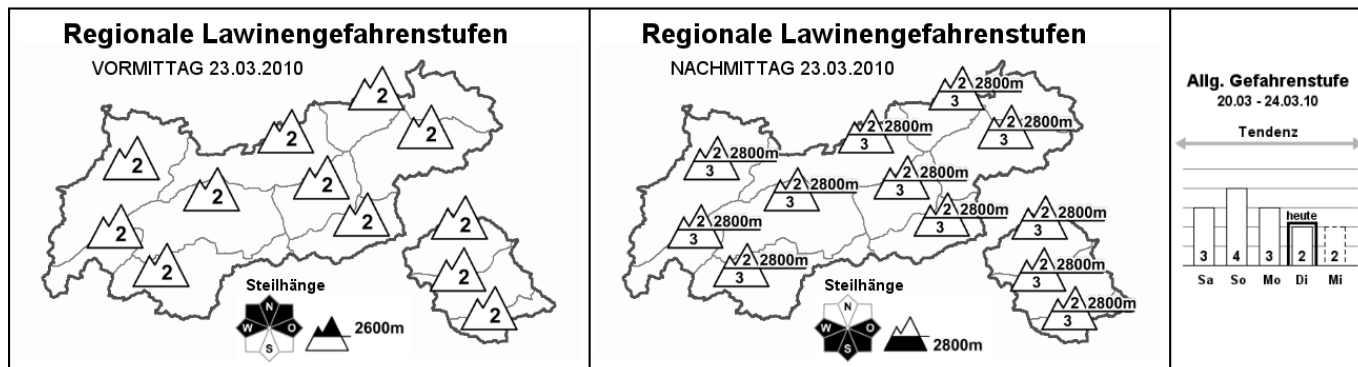 Regionale Lawinengefahrenstufen
VORMITTAG 23.03.2010
2
2
2
2
2
2
2
2
2
2
2
2
2
Steilhänge
N
W O
S
2600m
Regionale Lawinengefahrenstufen
NACHMITTAG 23.03.2010
2 2800m
3
2 2800m
3
2 2800m
3
2 2800m
3
2 2800m
3
2 2800m
3
2 2800m
3
2 2800m
3
2 2800m
3
2 2800m
3
2 2800m
3
2 2800m
3
2 2800m
3
Steilhänge
N
W O
S
2800m
Allg. Gefahrenstufe
20.03 - 24.03.10
Tendenz
heute
3 4 3 2 2
Sa So Mo Di Mi